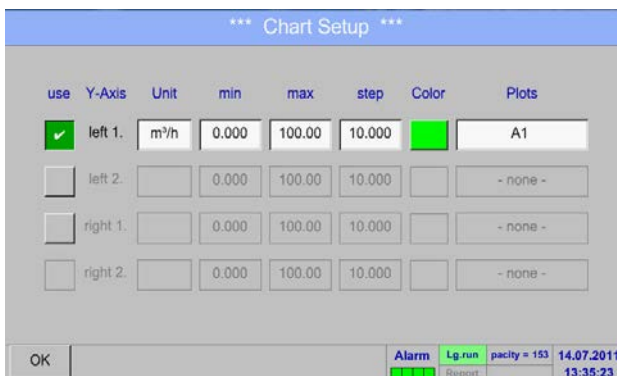 *** Chart Setup ***
use Y-Axis Unit min max step Color Plots
left 1. m³/h 0.000 100.00 10.000 A1
left 2. 0.000 100.00 10.000 - none -
right 1. 0.000 100.00 10.000 - none -
right 2. 0.000 100.00 10.000 - none -
OK Alarm Lg.run pacity = 153 14.07.2011
Report 13:35:23